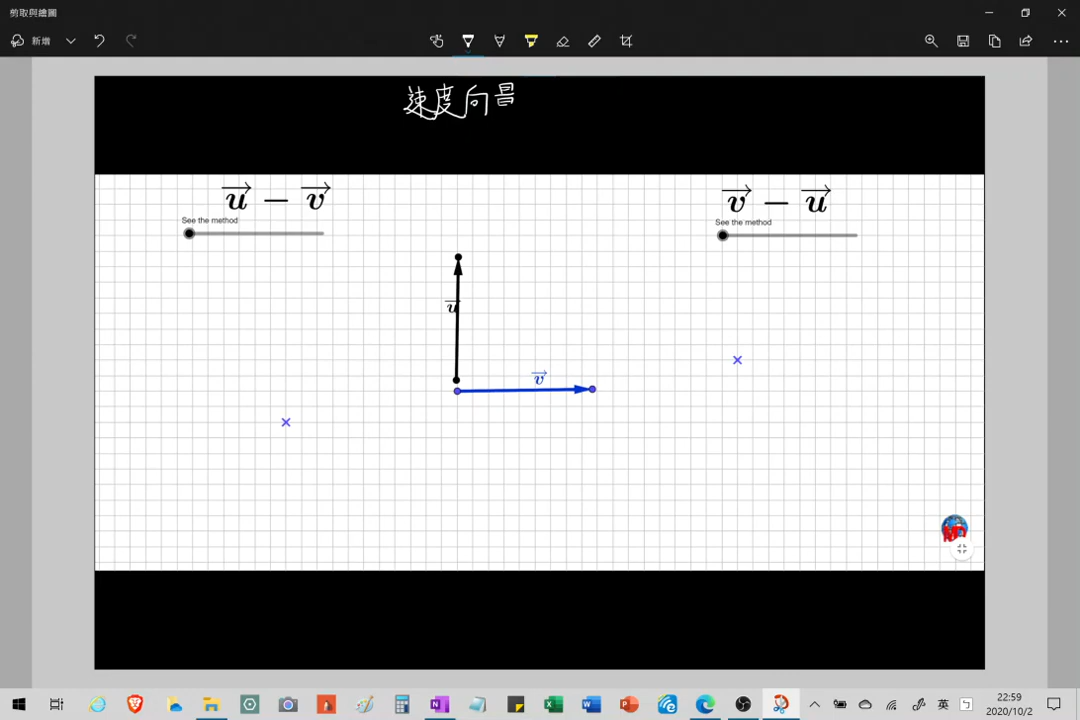 剪取與繪圖
新增
速度向量
u − v
See the method
v − u
See the method
u
v
英
ㄅ
22:59
2020/10/2